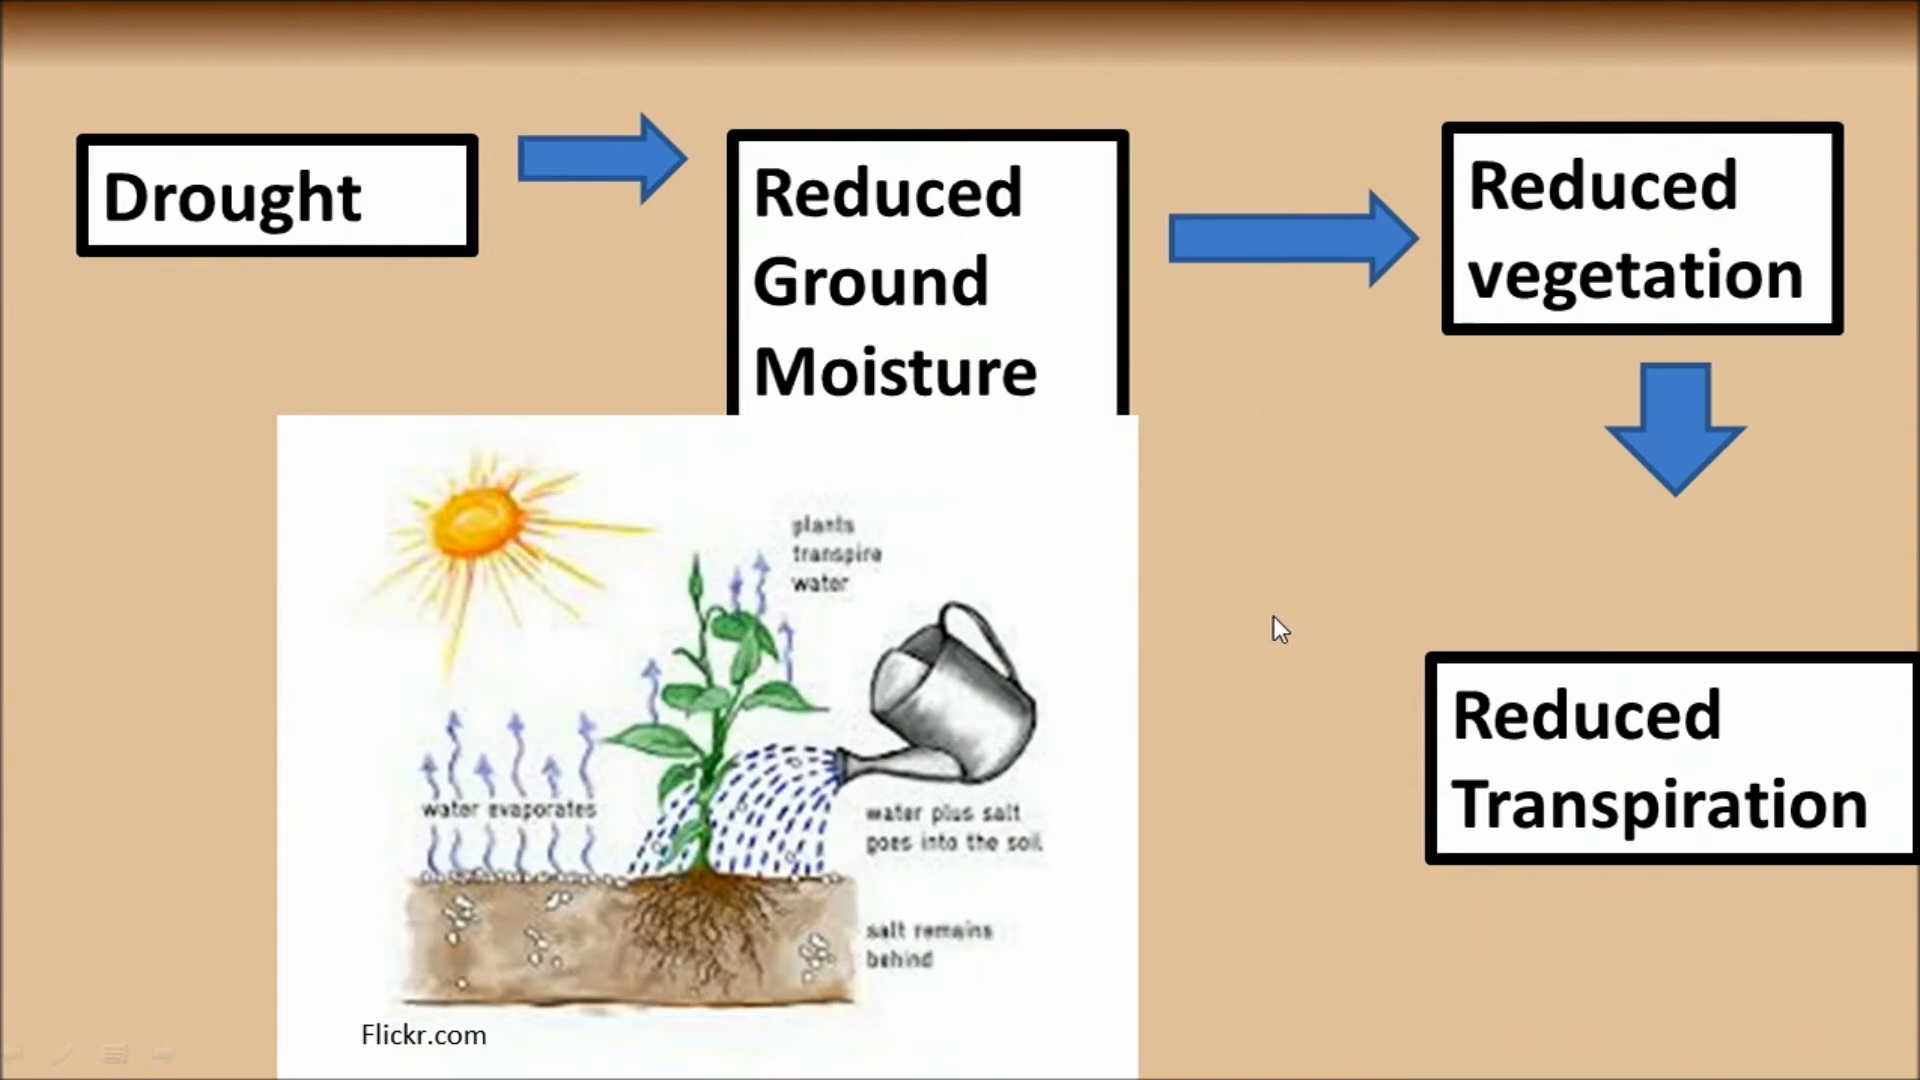 Drought
Reduced
Ground
Moisture
Reduced
vegetation
Reduced
Transpiration
plants
transpire
water
water evaporates
water plus salt
goes into the soil
salt remains
behind
Flickr.com